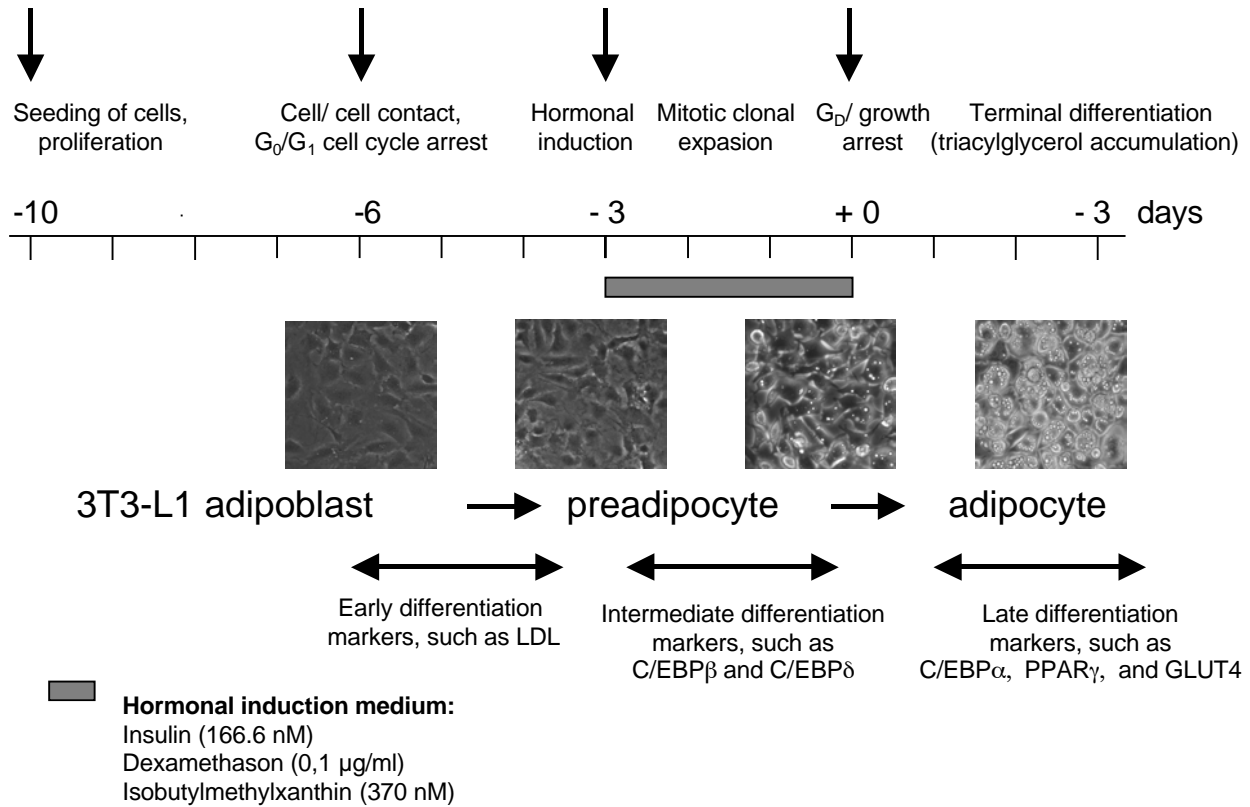 Seeding of cells,
proliferation
Cell/ cell contact,
G₀/G₁ cell cycle arrest
Hormonal
induction
Mitotic clonal
expasion
G_D/ growth
arrest
Terminal differentiation
(triacylglycerol accumulation)
-10
-6
- 3
+ 0
- 3 days
3T3-L1 adipoblast
preadipocyte
adipocyte
Early differentiation
markers, such as LDL
Intermediate differentiation
markers, such as
C/EBPβ and C/EBPδ
Late differentiation
markers, such as
C/EBPα, PPARγ, and GLUT4
Hormonal induction medium:
Insulin (166.6 nM)
Dexamethason (0,1 µg/ml)
Isobutylmethylxanthin (370 nM)